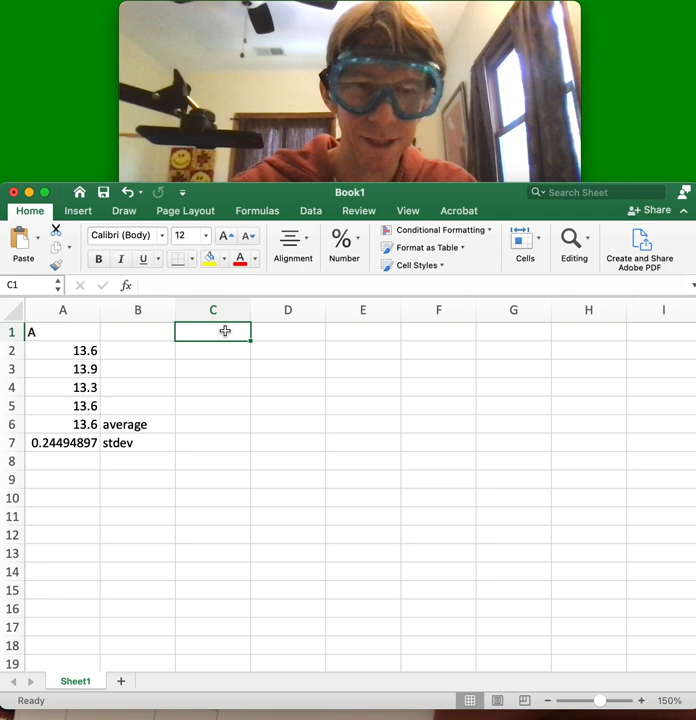 Book1
Search Sheet
Home Insert Draw Page Layout Formulas Data Review View Acrobat Share
Paste
Calibri (Body) 12 A A
B I U A
Alignment
%
Number
Conditional Formatting
Format as Table
Cell Styles
Cells
Editing
Create and Share
Adobe PDF
C1 fx
A B C D E F G H I
1 A
2 13.6
3 13.9
4 13.3
5 13.6
6 13.6 average
7 0.24494897 stdev
8
9
10
11
12
13
14
15
16
17
18
19
Sheet1 +
Ready 150%